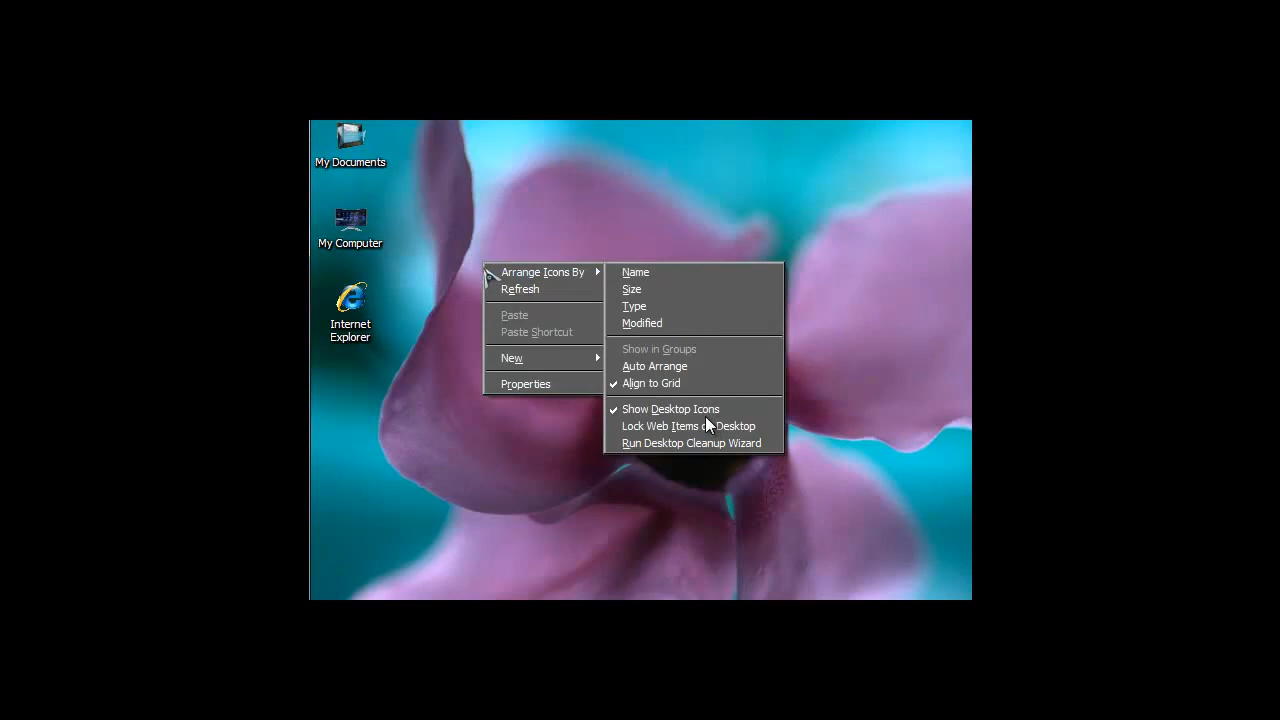 My Documents
My Computer
Internet
Explorer
Arrange Icons By
Refresh
Paste
Paste Shortcut
New
Properties
Name
Size
Type
Modified
Show in Groups
Auto Arrange
Align to Grid
Show Desktop Icons
Lock Web Items on Desktop
Run Desktop Cleanup Wizard